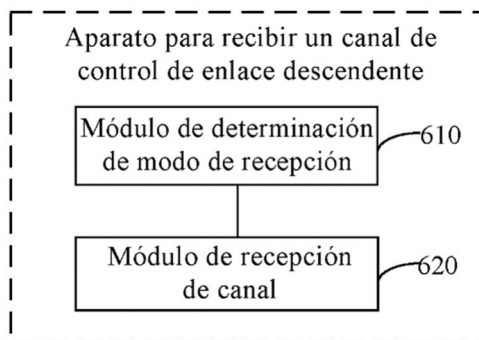 Aparato para recibir un canal de
control de enlace descendente
Módulo de determinación
de modo de recepción
610
Módulo de recepción
de canal
620